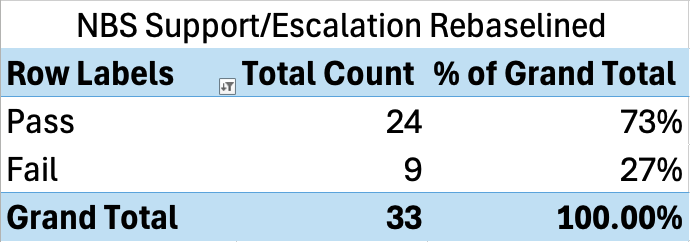 NBS Support/Escalation Rebaselined
Row Labels Total Count % of Grand Total
Pass 24 73%
Fail 9 27%
Grand Total 33 100.00%